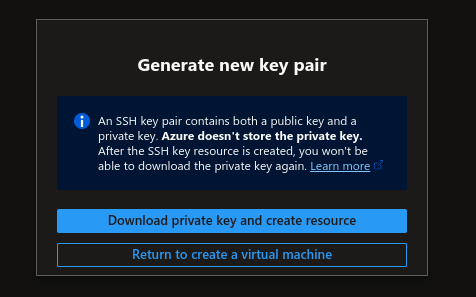 Generate new key pair
An SSH key pair contains both a public key and a
private key. Azure doesn't store the private key.
After the SSH key resource is created, you won't be
able to download the private key again. Learn more
Download private key and create resource
Return to create a virtual machine